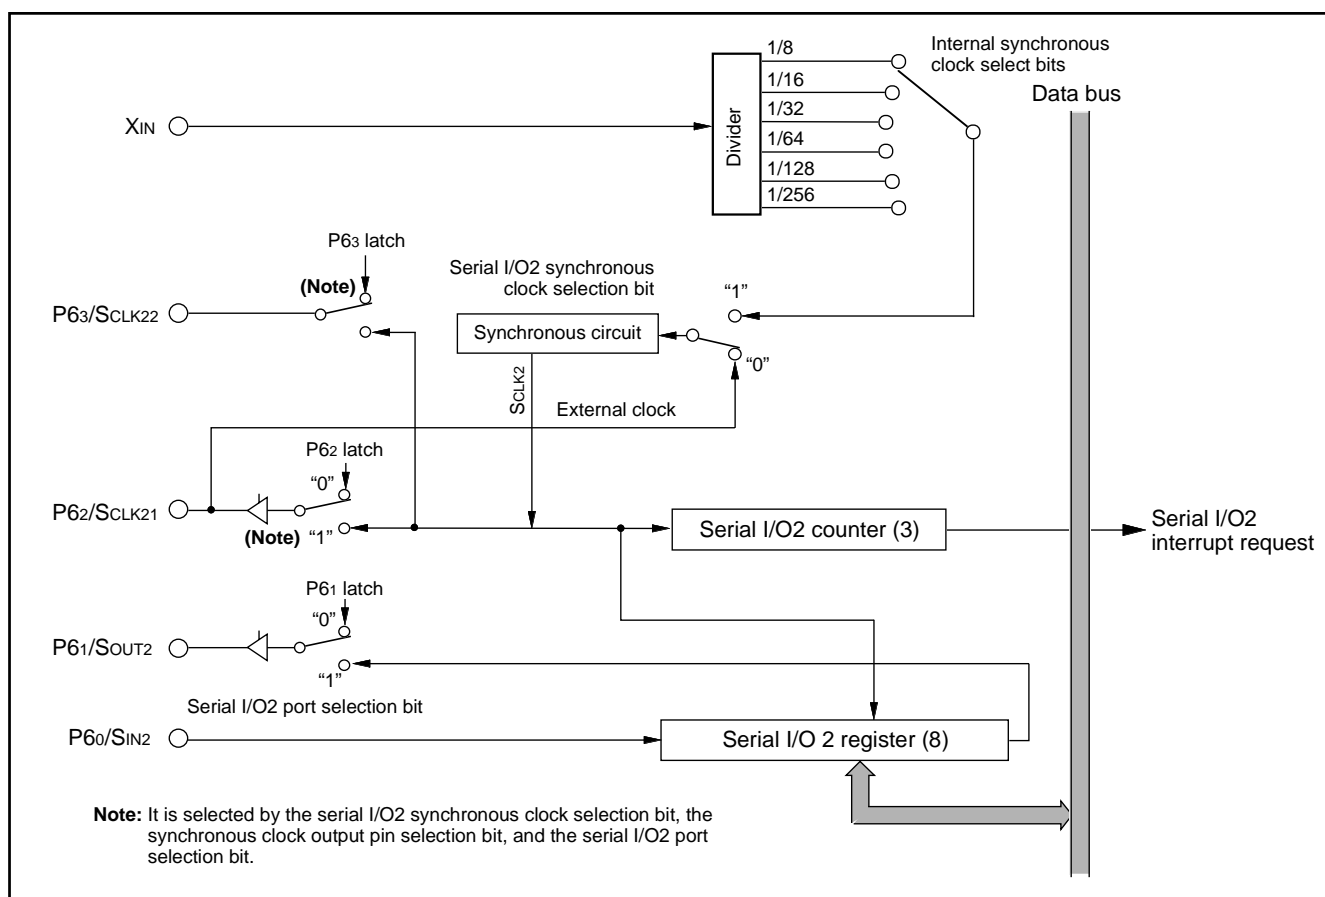 Internal synchronous
clock select bits
Data bus
XIN
Divider
1/8
1/16
1/32
1/64
1/128
1/256
P63 latch
(Note)
P63/SCLK22
Serial I/O2 synchronous
clock selection bit
“1”
Synchronous circuit
“0”
SCLK2
External clock
P62 latch
“0”
P62/SCLK21
(Note) “1”
Serial I/O2 counter (3)
Serial I/O2
interrupt request
P61 latch
“0”
P61/SOUT2
“1”
Serial I/O2 port selection bit
P60/SIN2
Serial I/O 2 register (8)
Note: It is selected by the serial I/O2 synchronous clock selection bit, the
synchronous clock output pin selection bit, and the serial I/O2 port
selection bit.